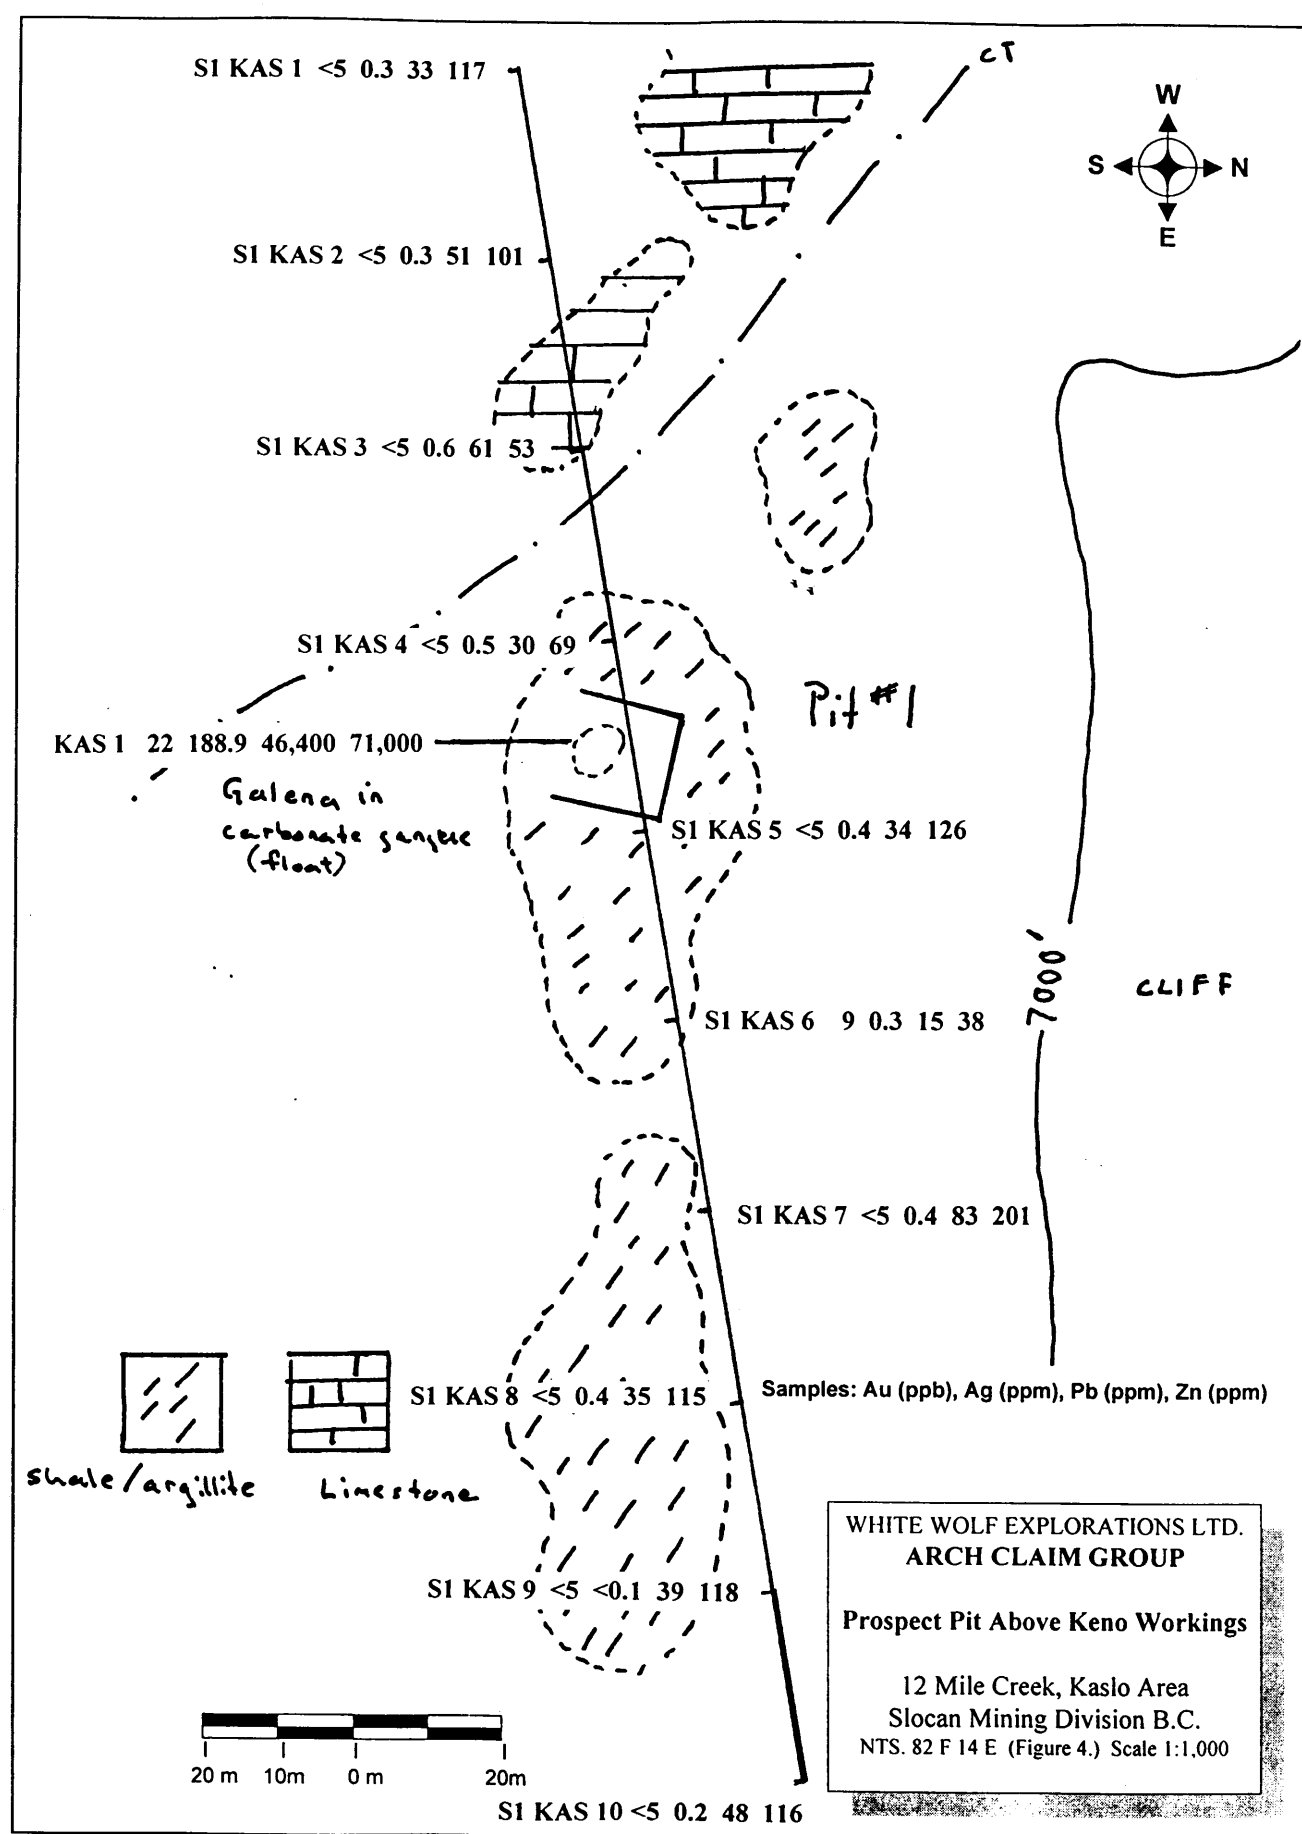 CT
S1 KAS 1 <5 0.3 33 117
W
S N
E
S1 KAS 2 <5 0.3 51 101
S1 KAS 3 <5 0.6 61 53
S1 KAS 4 <5 0.5 30 69
Pit #1
KAS 1 22 188.9 46,400 71,000
Galena in
carbonate gangue
(float)
S1 KAS 5 <5 0.4 34 126
7000'
CLIFF
S1 KAS 6 9 0.3 15 38
S1 KAS 7 <5 0.4 83 201
S1 KAS 8 <5 0.4 35 115
Samples: Au (ppb), Ag (ppm), Pb (ppm), Zn (ppm)
shale/argillite Limestone
S1 KAS 9 <5 <0.1 39 118
WHITE WOLF EXPLORATIONS LTD.
ARCH CLAIM GROUP
Prospect Pit Above Keno Workings
12 Mile Creek, Kaslo Area
Slocan Mining Division B.C.
NTS. 82 F 14 E (Figure 4.) Scale 1:1,000
20 m 10m 0 m 20m
S1 KAS 10 <5 0.2 48 116